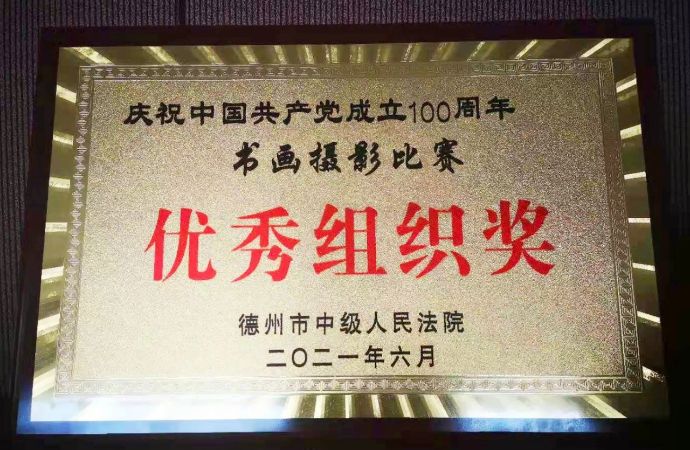 庆祝中国共产党成立100周年
书画摄影比赛
优秀组织奖
德州市中级人民法院
二〇二一年六月